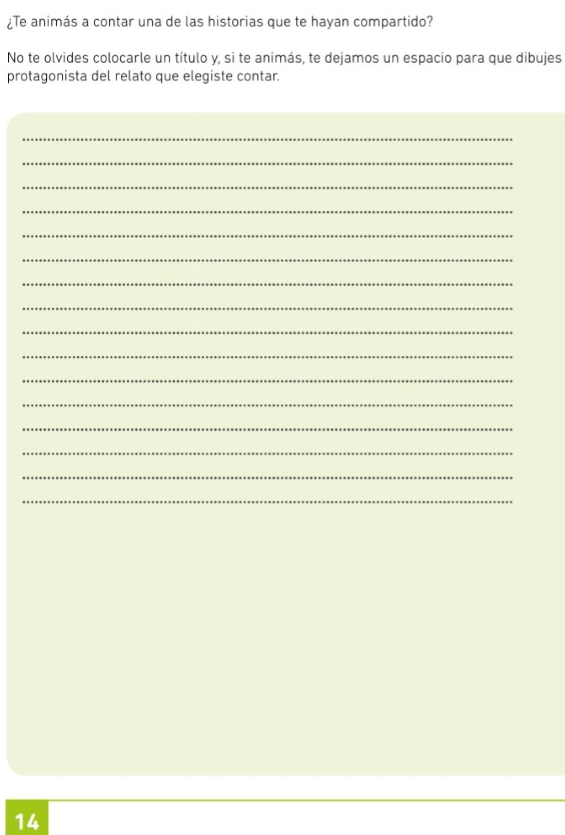 ¿Te animás a contar una de las historias que te hayan compartido?
No te olvides colocarle un título y, si te animás, te dejamos un espacio para que dibujes
protagonista del relato que elegiste contar.
14